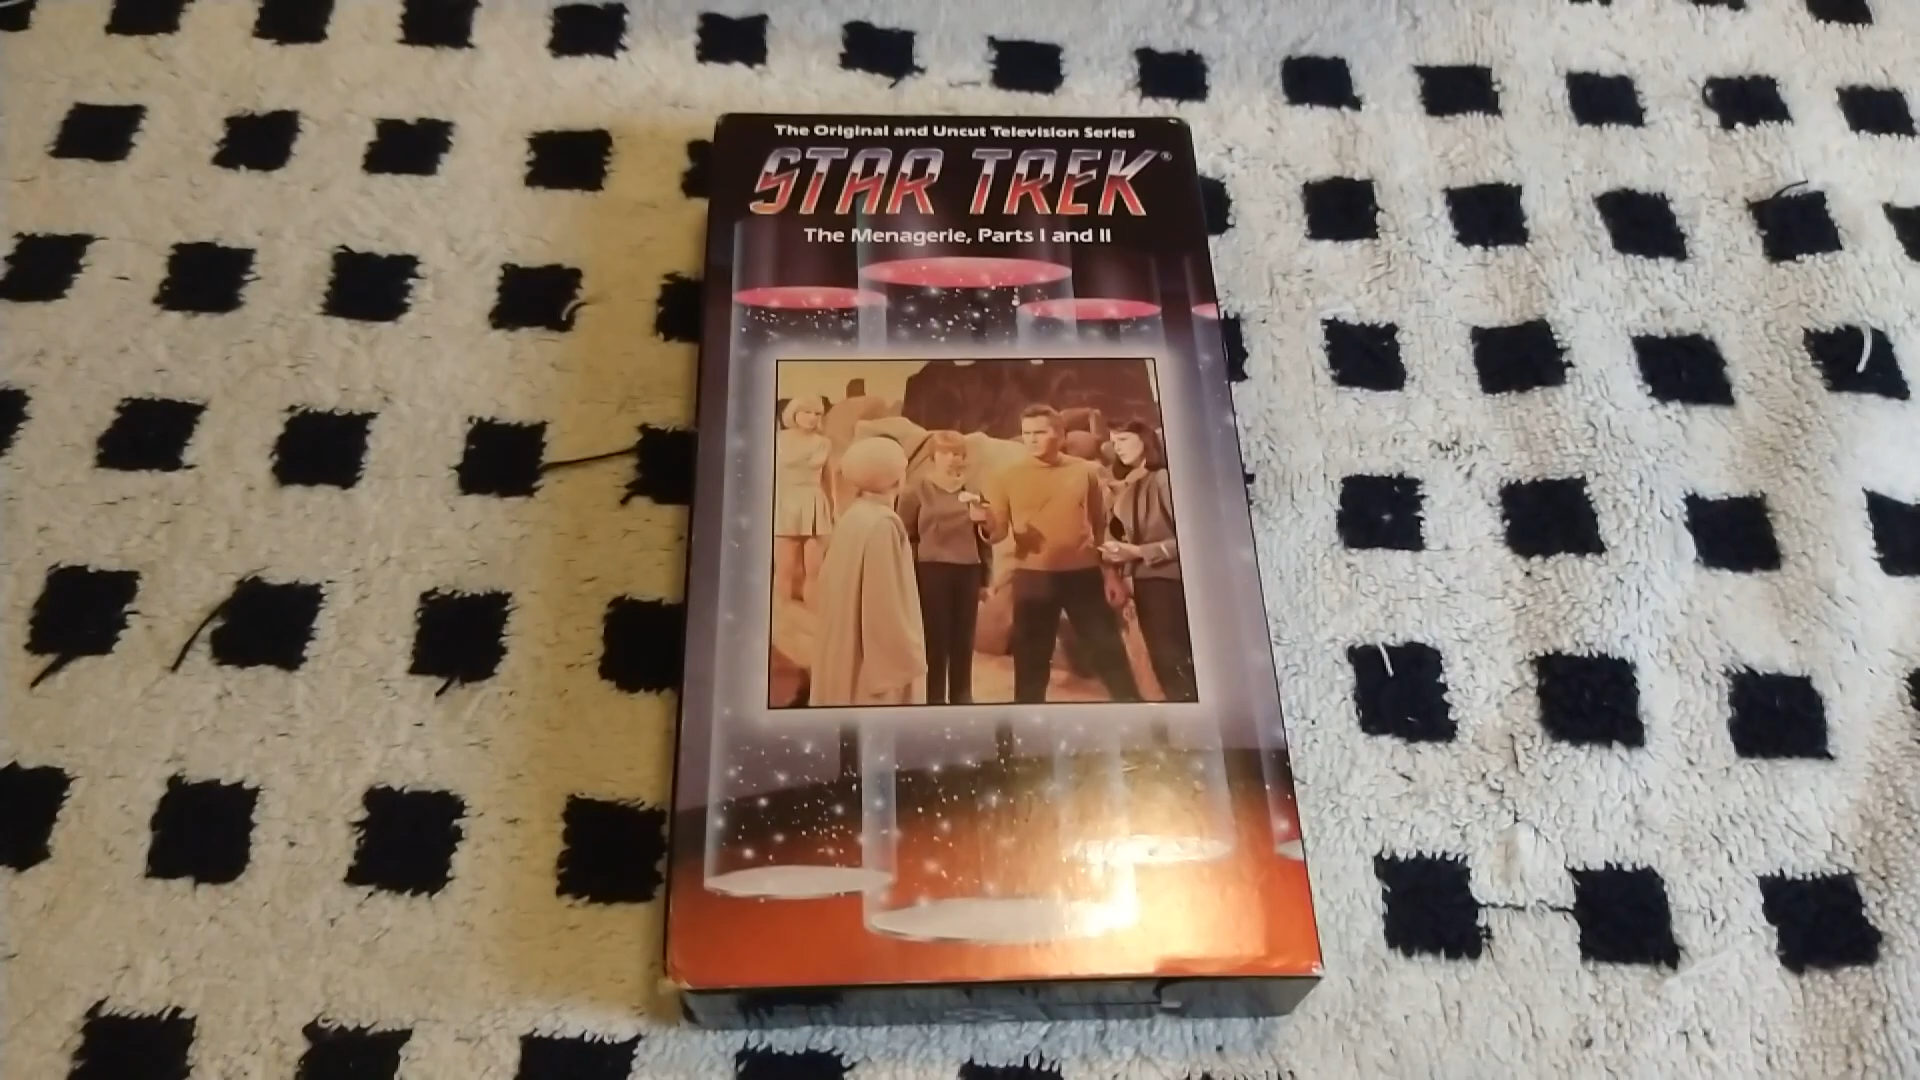 The Original and Uncut Television Series
STAR TREK®
The Menagerie, Parts I and II